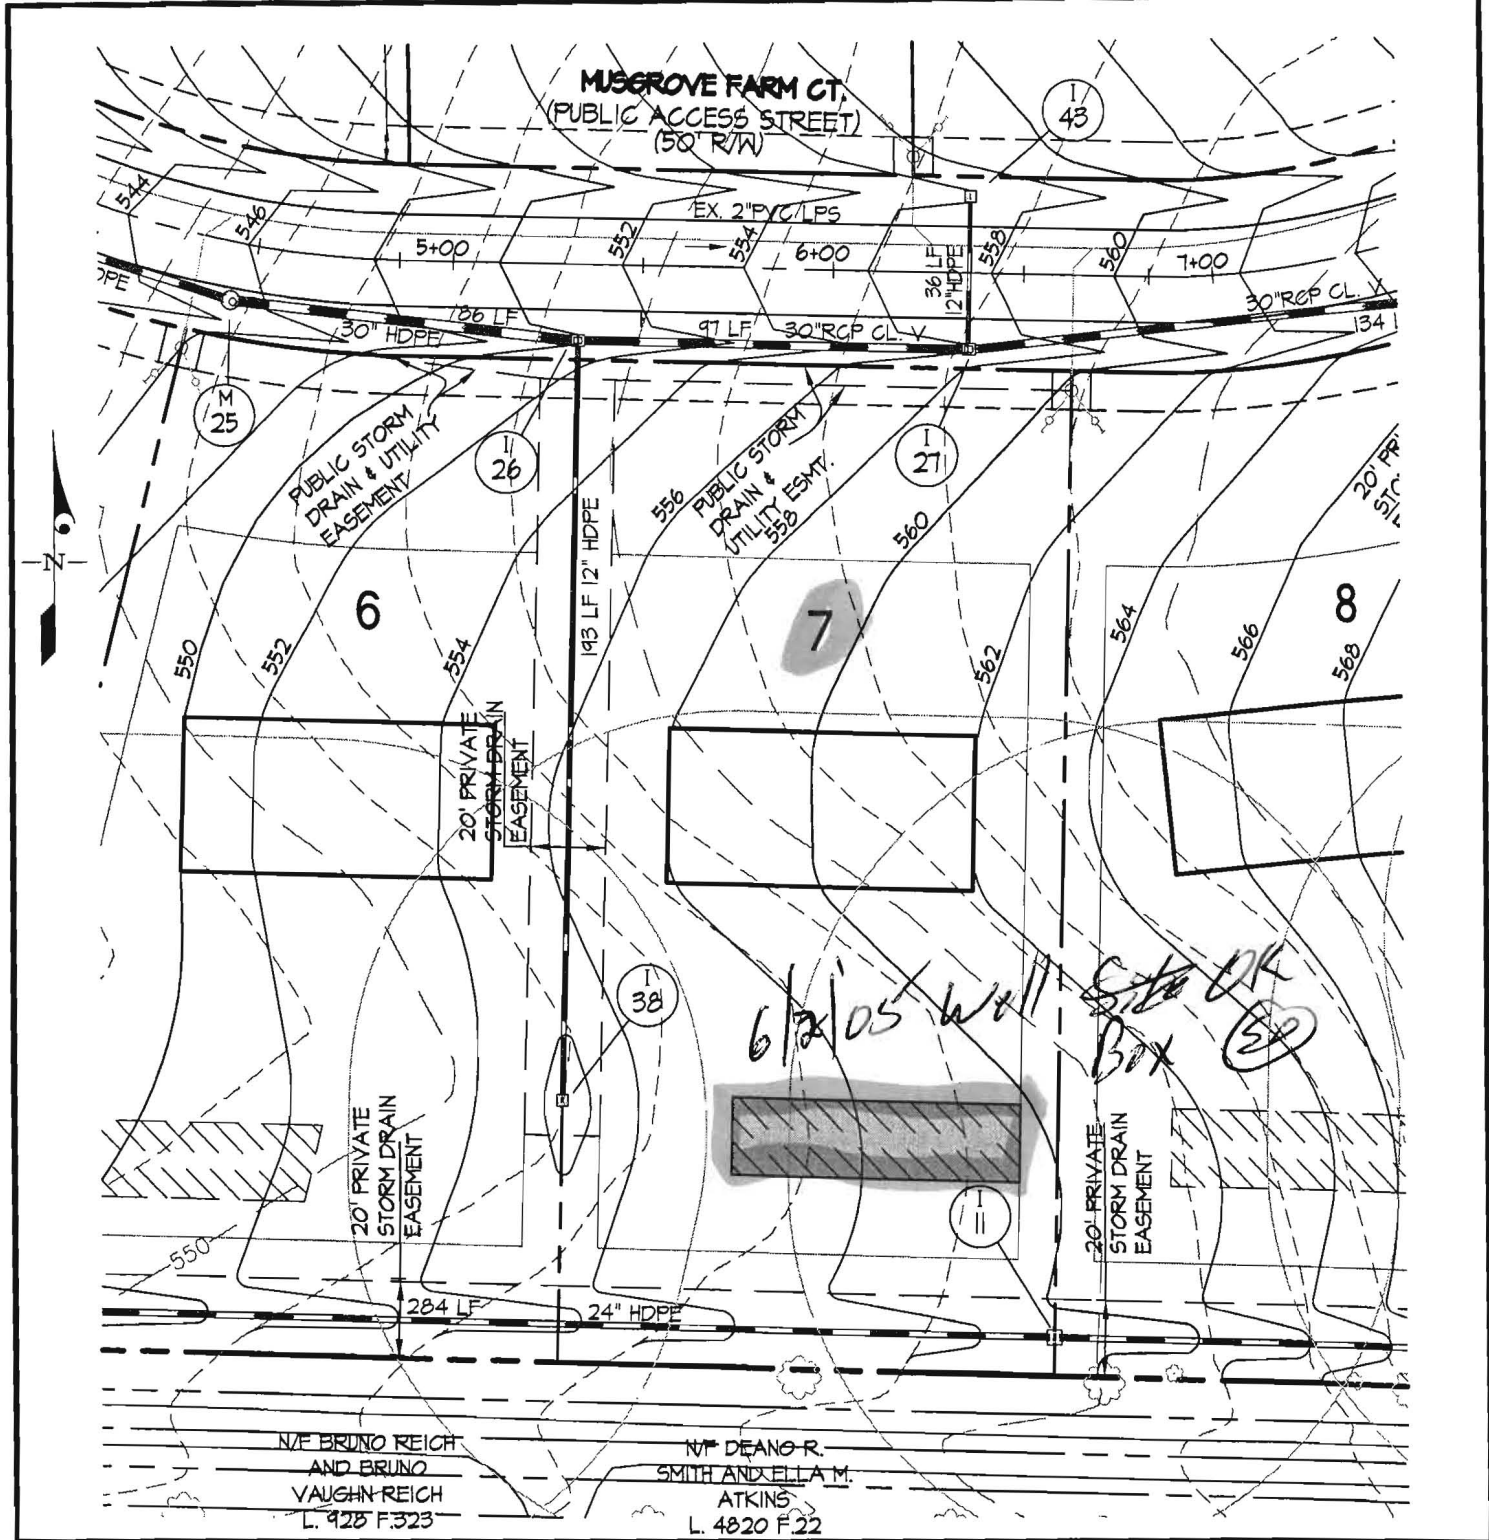 MUSGROVE FARM CT.
(PUBLIC ACCESS STREET)
(50' R/W)
I
43
544
546
552
554
558
560
EX. 2"PVC LPS
5+00
6+00
7+00
36 LF
12"HDPE
30"RCP CL. V
134
DPE
186 LF
30" HDPE
97 LF
30"RCP CL. V
M
25
I
26
I
27
PUBLIC STORM
DRAIN & UTILITY
EASEMENT
PUBLIC STORM
DRAIN &
UTILITY ESMT.
20' PR
556
558
560
193 LF 12" HDPE
N
6
7
8
550
552
554
562
564
566
568
20' PRIVATE
STORM DRAIN
EASEMENT
I
38
6/2/05 Well Site OK
Box
20' PRIVATE
STORM DRAIN
EASEMENT
I
11
20' PRIVATE
STORM DRAIN
EASEMENT
550
284 LF
24" HDPE
N/F BRUNO REICH
AND BRUNO
VAUGHN REICH
L. 928 F.323
N/F DEANO R.
SMITH AND ELLA M.
ATKINS
L. 4820 F.22